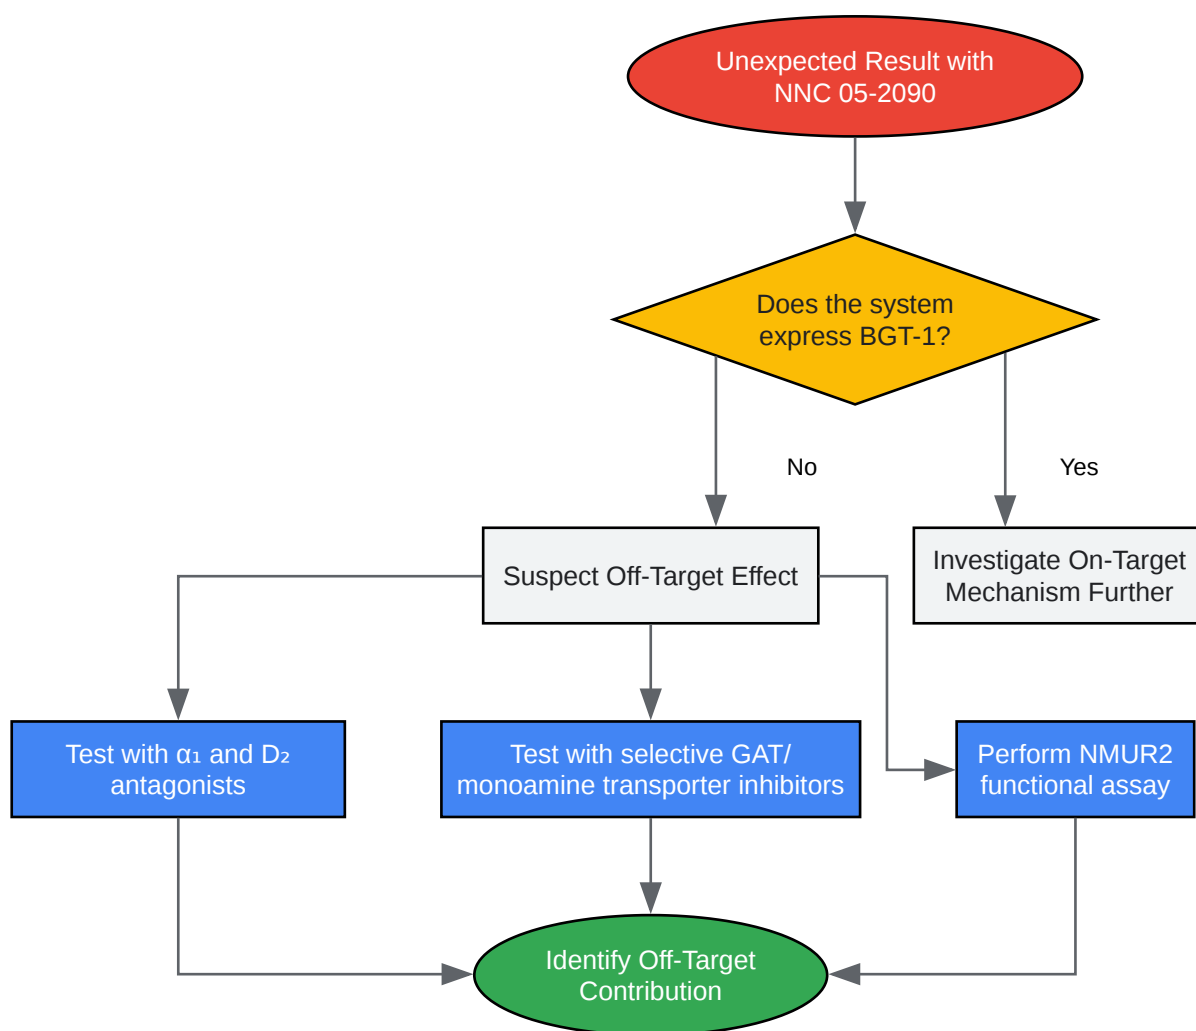 Unexpected Result with
NNC 05-2090
Does the system
express BGT-1?
No
Yes
Suspect Off-Target Effect
Investigate On-Target
Mechanism Further
Test with α₁ and D₂
antagonists
Test with selective GAT/
monoamine transporter inhibitors
Perform NMUR2
functional assay
Identify Off-Target
Contribution